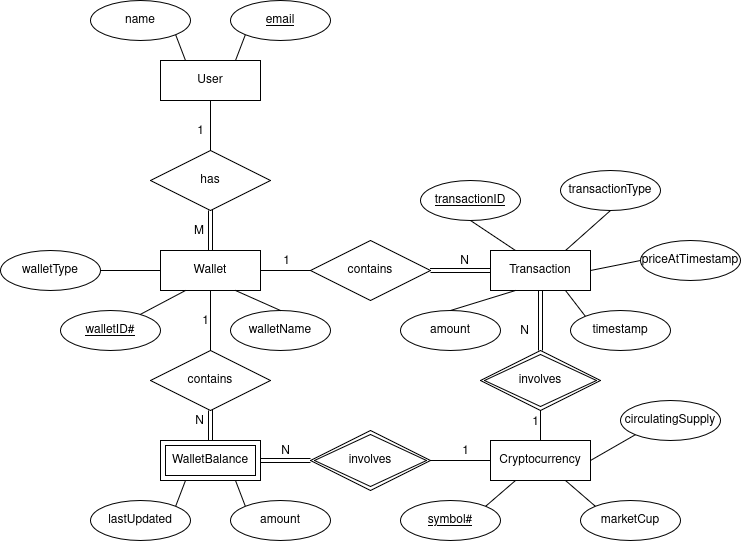 name
email
User
1
has
M
transactionID
transactionType
walletType
Wallet
1
contains
N
Transaction
priceAtTimestamp
walletID#
1
walletName
amount
N
timestamp
contains
involves
N
1
circulatingSupply
WalletBalance
N
involves
1
Cryptocurrency
lastUpdated
amount
symbol#
marketCup